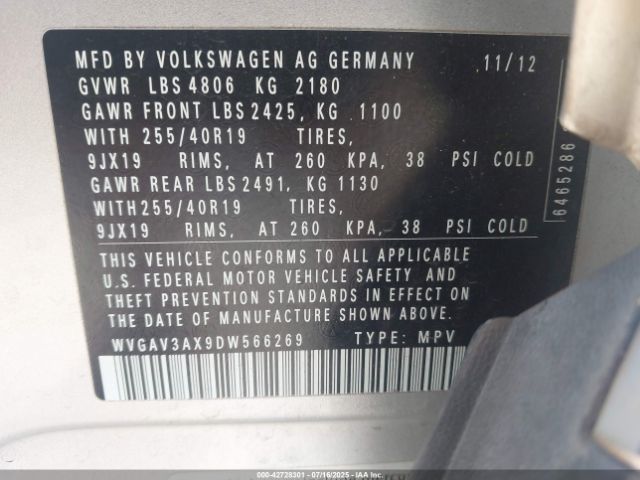 MFD BY VOLKSWAGEN AG GERMANY 11/12
GVWR LBS 4806 KG 2180
GAWR FRONT LBS 2425, KG 1100
WITH 255/40R19 TIRES,
9JX19 RIMS, AT 260 KPA, 38 PSI COLD
GAWR REAR LBS 2491, KG 1130
WITH 255/40R19 TIRES,
9JX19 RIMS, AT 260 KPA, 38 PSI COLD
6465286
THIS VEHICLE CONFORMS TO ALL APPLICABLE
U.S. FEDERAL MOTOR VEHICLE SAFETY AND
THEFT PREVENTION STANDARDS IN EFFECT ON
THE DATE OF MANUFACTURE SHOWN ABOVE.
WVGAV3AX9DW566269 TYPE: MPV
000-42728301 - 07/16/2025 - IAAI.COM